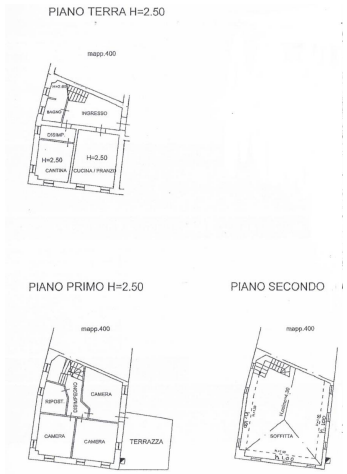 PIANO TERRA H=2.50
mapp.400
BAGNO
INGRESSO
DISIMP.
H=2.50
CANTINA
H=2.50
CUCINA / PRANZO
PIANO PRIMO H=2.50
mapp.400
RIPOST.
DISIMPEGNO
CAMERA
CAMERA
CAMERA
TERRAZZA
PIANO SECONDO
mapp.400
SOFFITTA